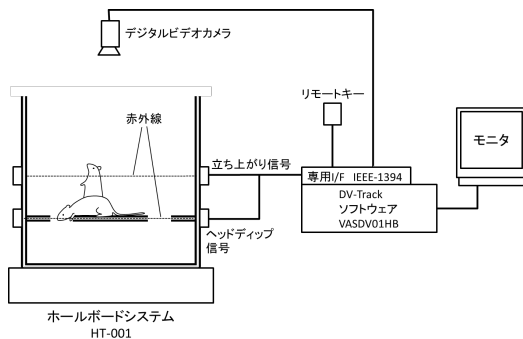 デジタルビデオカメラ
リモートキー
赤外線
モニタ
立ち上がり信号
専用I/F IEEE-1394
DV-Track
ソフトウェア
VASDV01HB
ヘッドディップ
信号
ホールボードシステム
HT-001